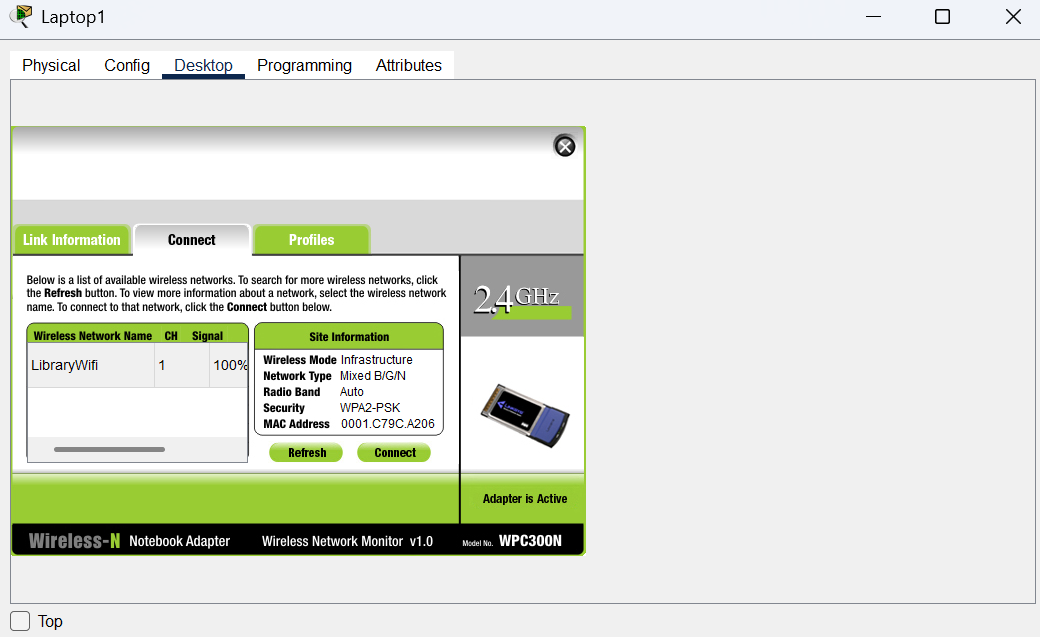 Laptop1
Physical Config Desktop Programming Attributes
Link Information Connect Profiles
Below is a list of available wireless networks. To search for more wireless networks, click
the Refresh button. To view more information about a network, select the wireless network
name. To connect to that network, click the Connect button below.
2.4GHz
Wireless Network Name CH Signal
LibraryWifi 1 100%
Site Information
Wireless Mode Infrastructure
Network Type Mixed B/G/N
Radio Band Auto
Security WPA2-PSK
MAC Address 0001.C79C.A206
Refresh Connect
Adapter is Active
Wireless-N Notebook Adapter Wireless Network Monitor v1.0 Model No. WPC300N
Top